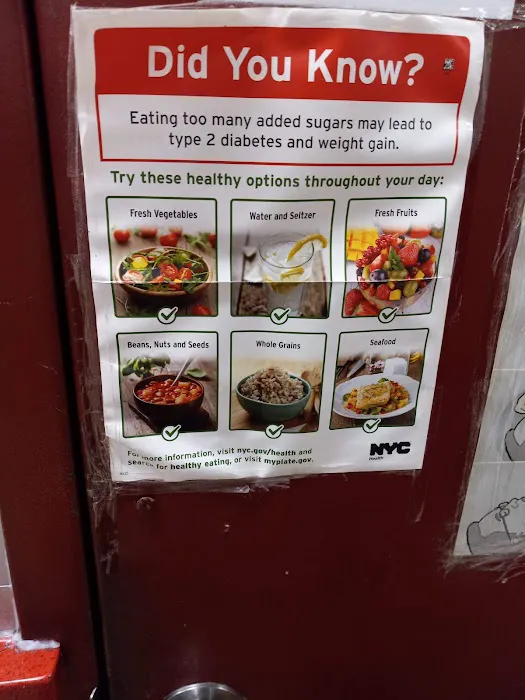 Did You Know?
Eating too many added sugars may lead to
type 2 diabetes and weight gain.
Try these healthy options throughout your day:
Fresh Vegetables
Water and Seltzer
Fresh Fruits
Beans, Nuts and Seeds
Whole Grains
Seafood
For more information, visit nyc.gov/health and
search for healthy eating, or visit myplate.gov.
NYC
Health